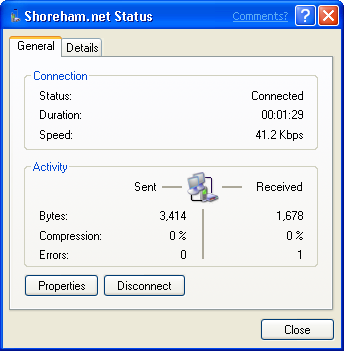 Shoreham.net Status Comments? ?
General Details
Connection
Status: Connected
Duration: 00:01:29
Speed: 41.2 Kbps
Activity
Sent Received
Bytes: 3,414 1,678
Compression: 0 % 0 %
Errors: 0 1
Properties Disconnect
Close